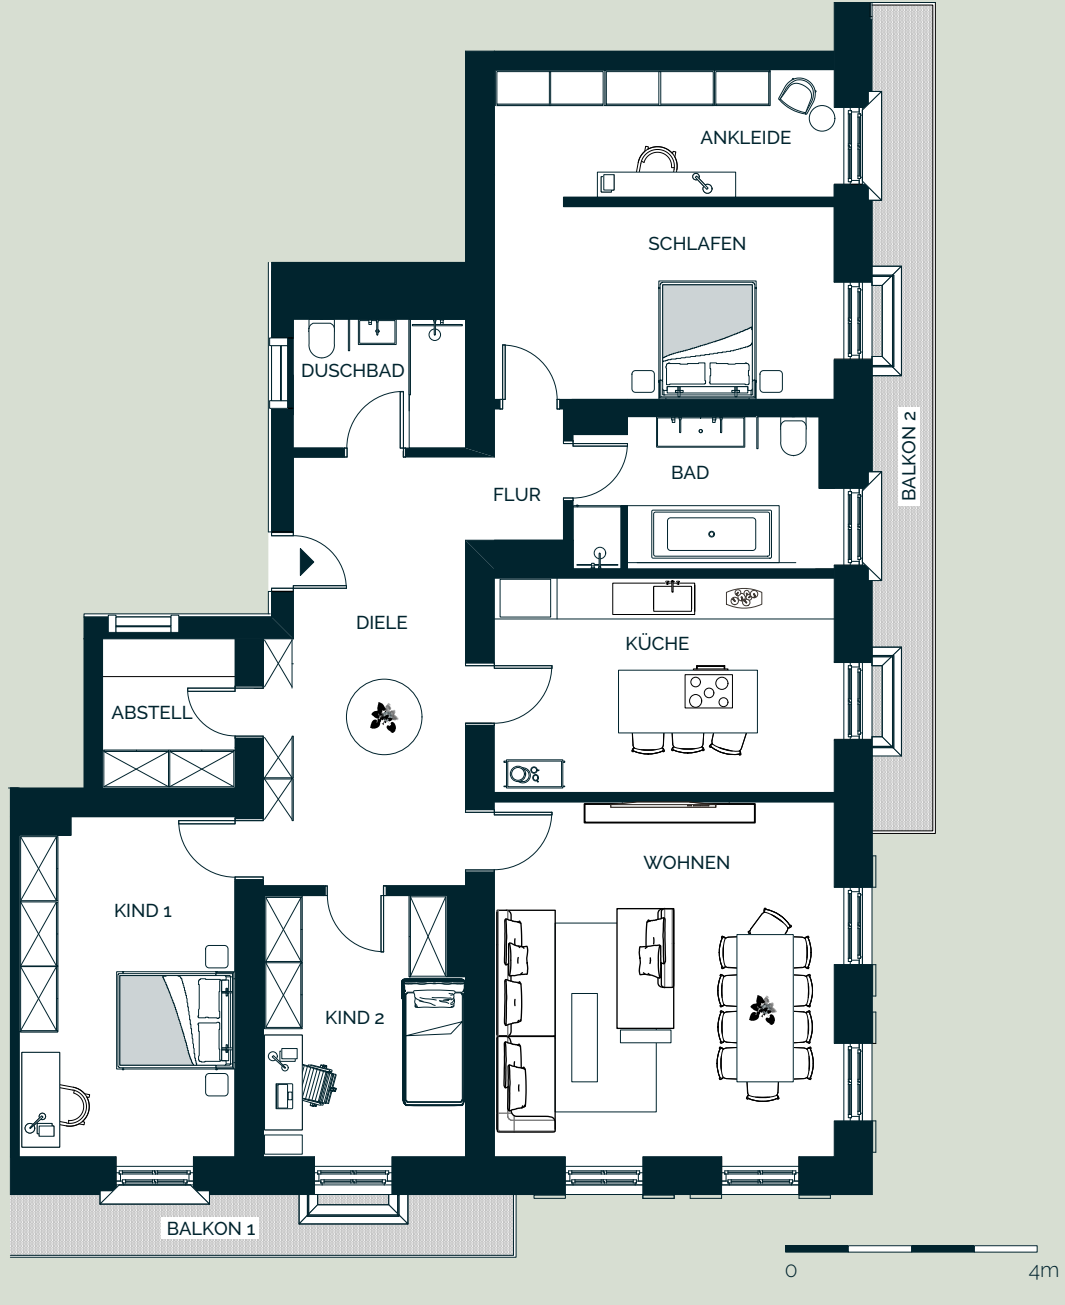 ANKLEIDE
SCHLAFEN
DUSCHBAD
BALKON 2
BAD
FLUR
DIELE
KÜCHE
ABSTELL
WOHNEN
KIND 1
KIND 2
BALKON 1
0 4m